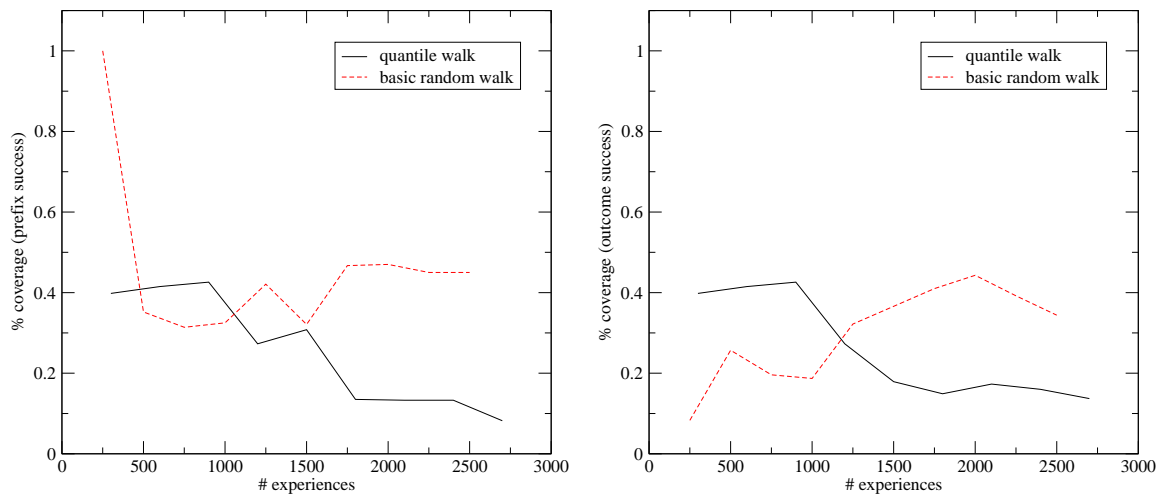 1
0.8
0.6
0.4
0.2
0
% coverage (prefix success)
quantile walk
basic random walk
0 500 1000 1500 2000 2500 3000
# experiences
1
0.8
0.6
0.4
0.2
0
% coverage (outcome success)
quantile walk
basic random walk
0 500 1000 1500 2000 2500 3000
# experiences